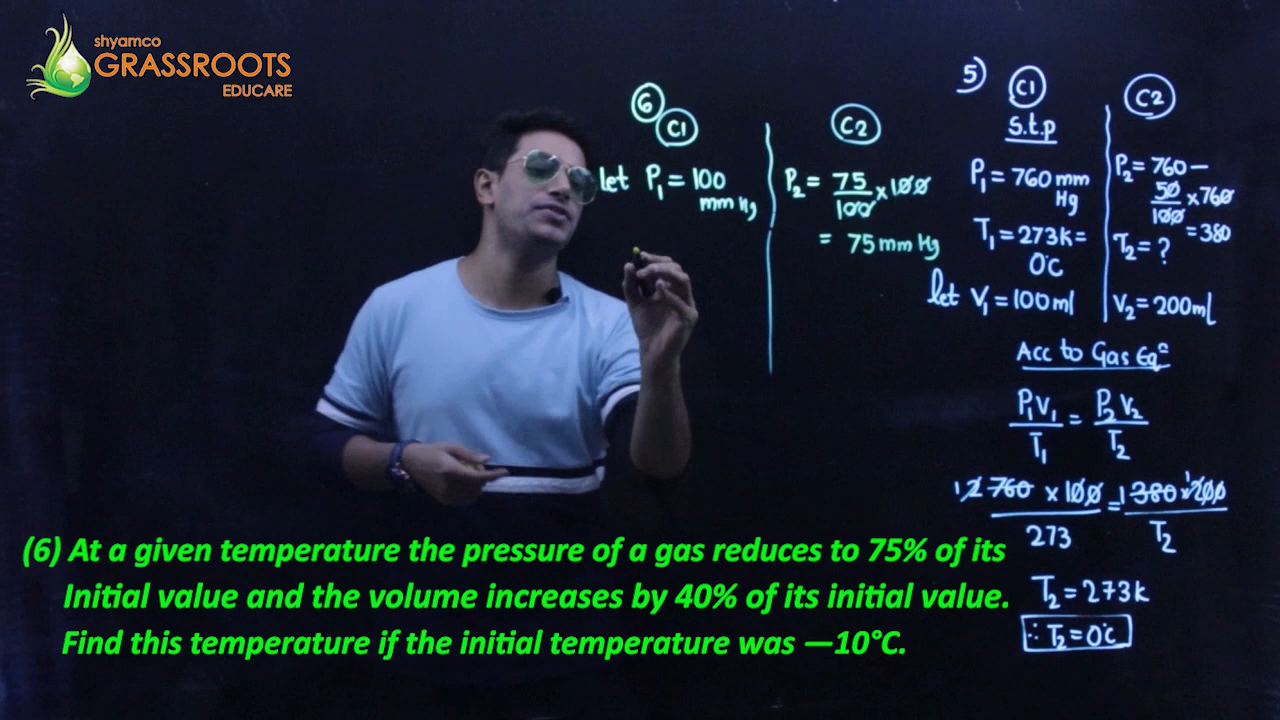 shyamco
GRASSROOTS
EDUCARE
6
C1
let P₁ = 100
mm Hg
C2
P₂ = 75/100 × 100
= 75 mm Hg
5)
C1
S.t.p
P₁ = 760 mm
Hg
T₁ = 273k =
0°C
let V₁ = 100ml
C2
P₂ = 760 —
50/100 × 760
= 380
T₂ = ?
V₂ = 200ml
Acc to Gas Eqⁿ
P₁V₁/T₁ = P₂V₂/T₂
1 2 760 × 100/273 = 1 380 × 1 200/T₂
T₂ = 273k
∴ T₂ = 0°C
(6) At a given temperature the pressure of a gas reduces to 75% of its
Initial value and the volume increases by 40% of its initial value.
Find this temperature if the initial temperature was —10°C.